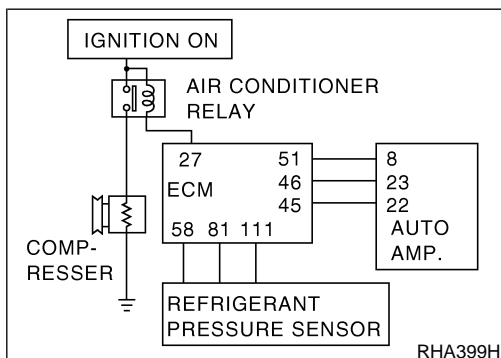 IGNITION ON
AIR CONDITIONER
RELAY
27
51
8
ECM
46
23
45
22
58 81 111
AUTO
AMP.
COMP-
RESSER
REFRIGERANT
PRESSURE SENSOR
RHA399H